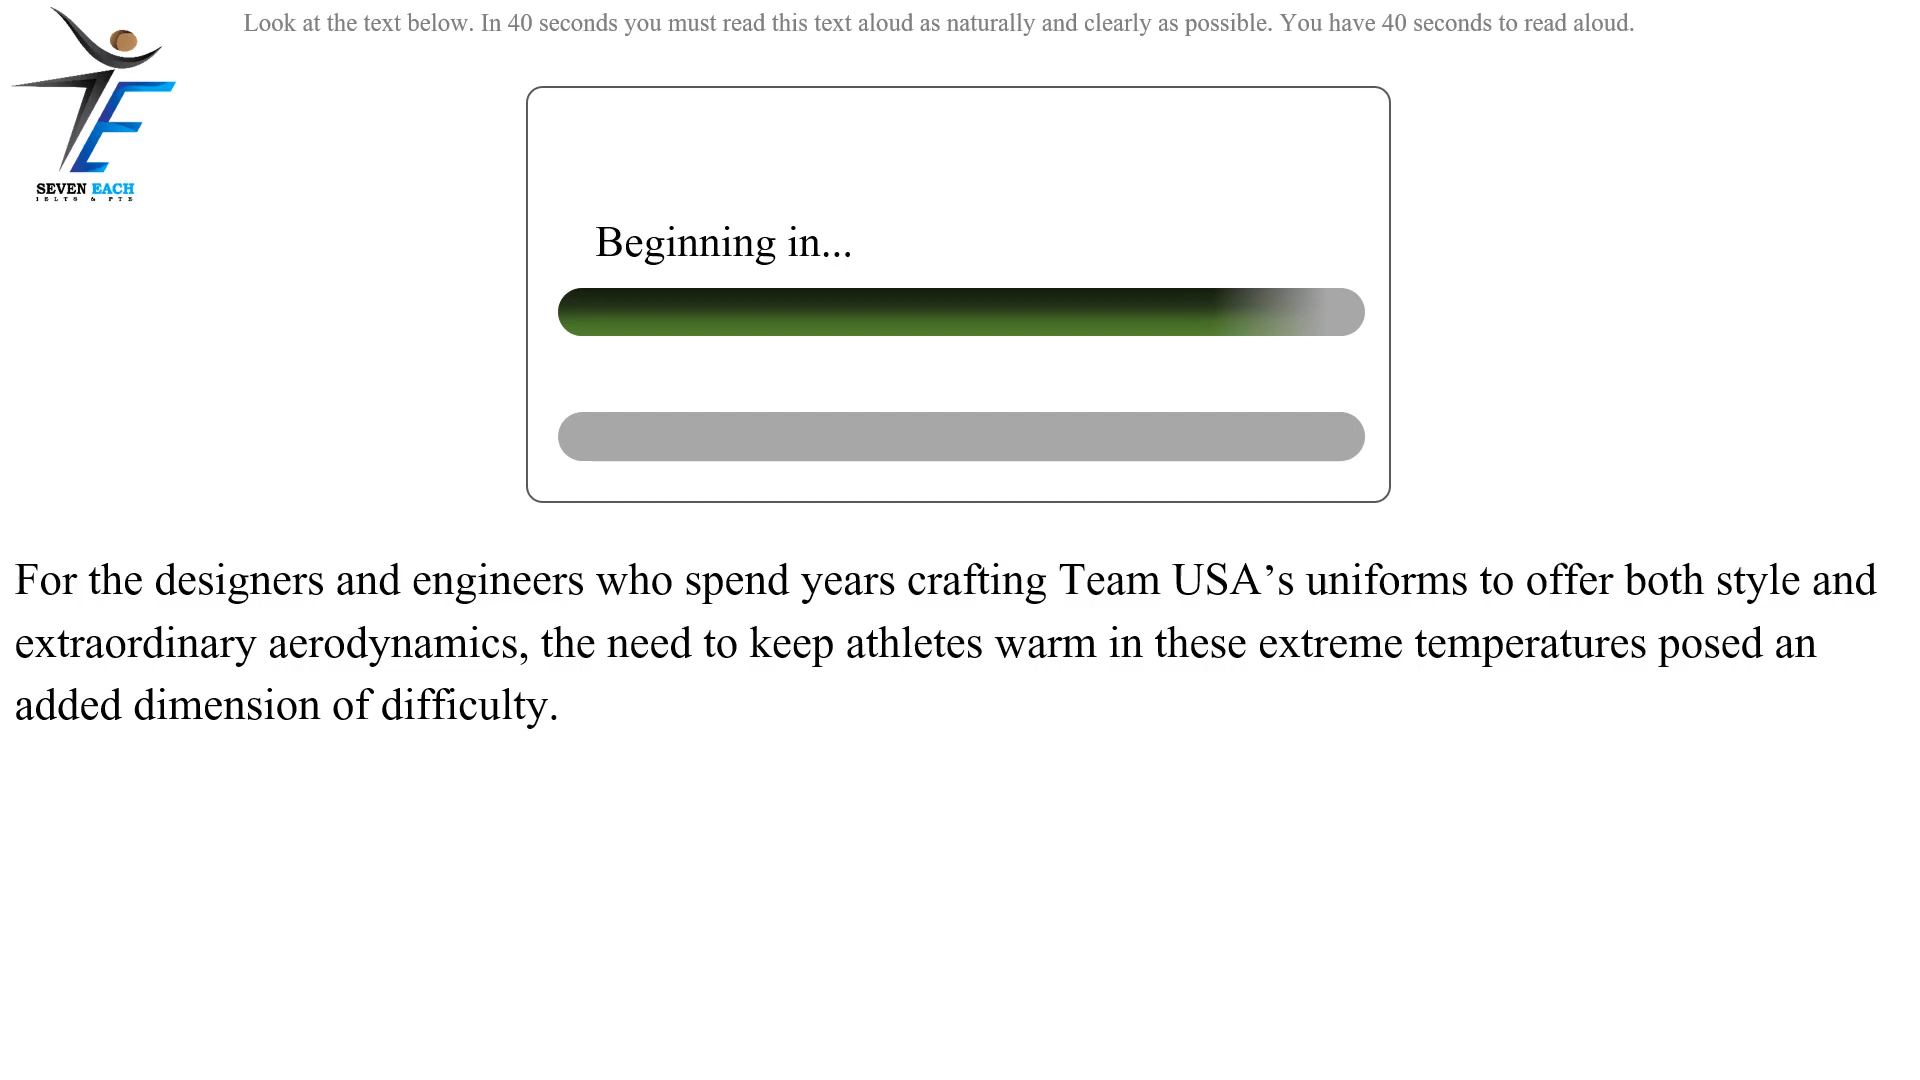 Look at the text below. In 40 seconds you must read this text aloud as naturally and clearly as possible. You have 40 seconds to read aloud.
SEVEN EACH
IELTS & PTE
Beginning in...
For the designers and engineers who spend years crafting Team USA’s uniforms to offer both style and
extraordinary aerodynamics, the need to keep athletes warm in these extreme temperatures posed an
added dimension of difficulty.